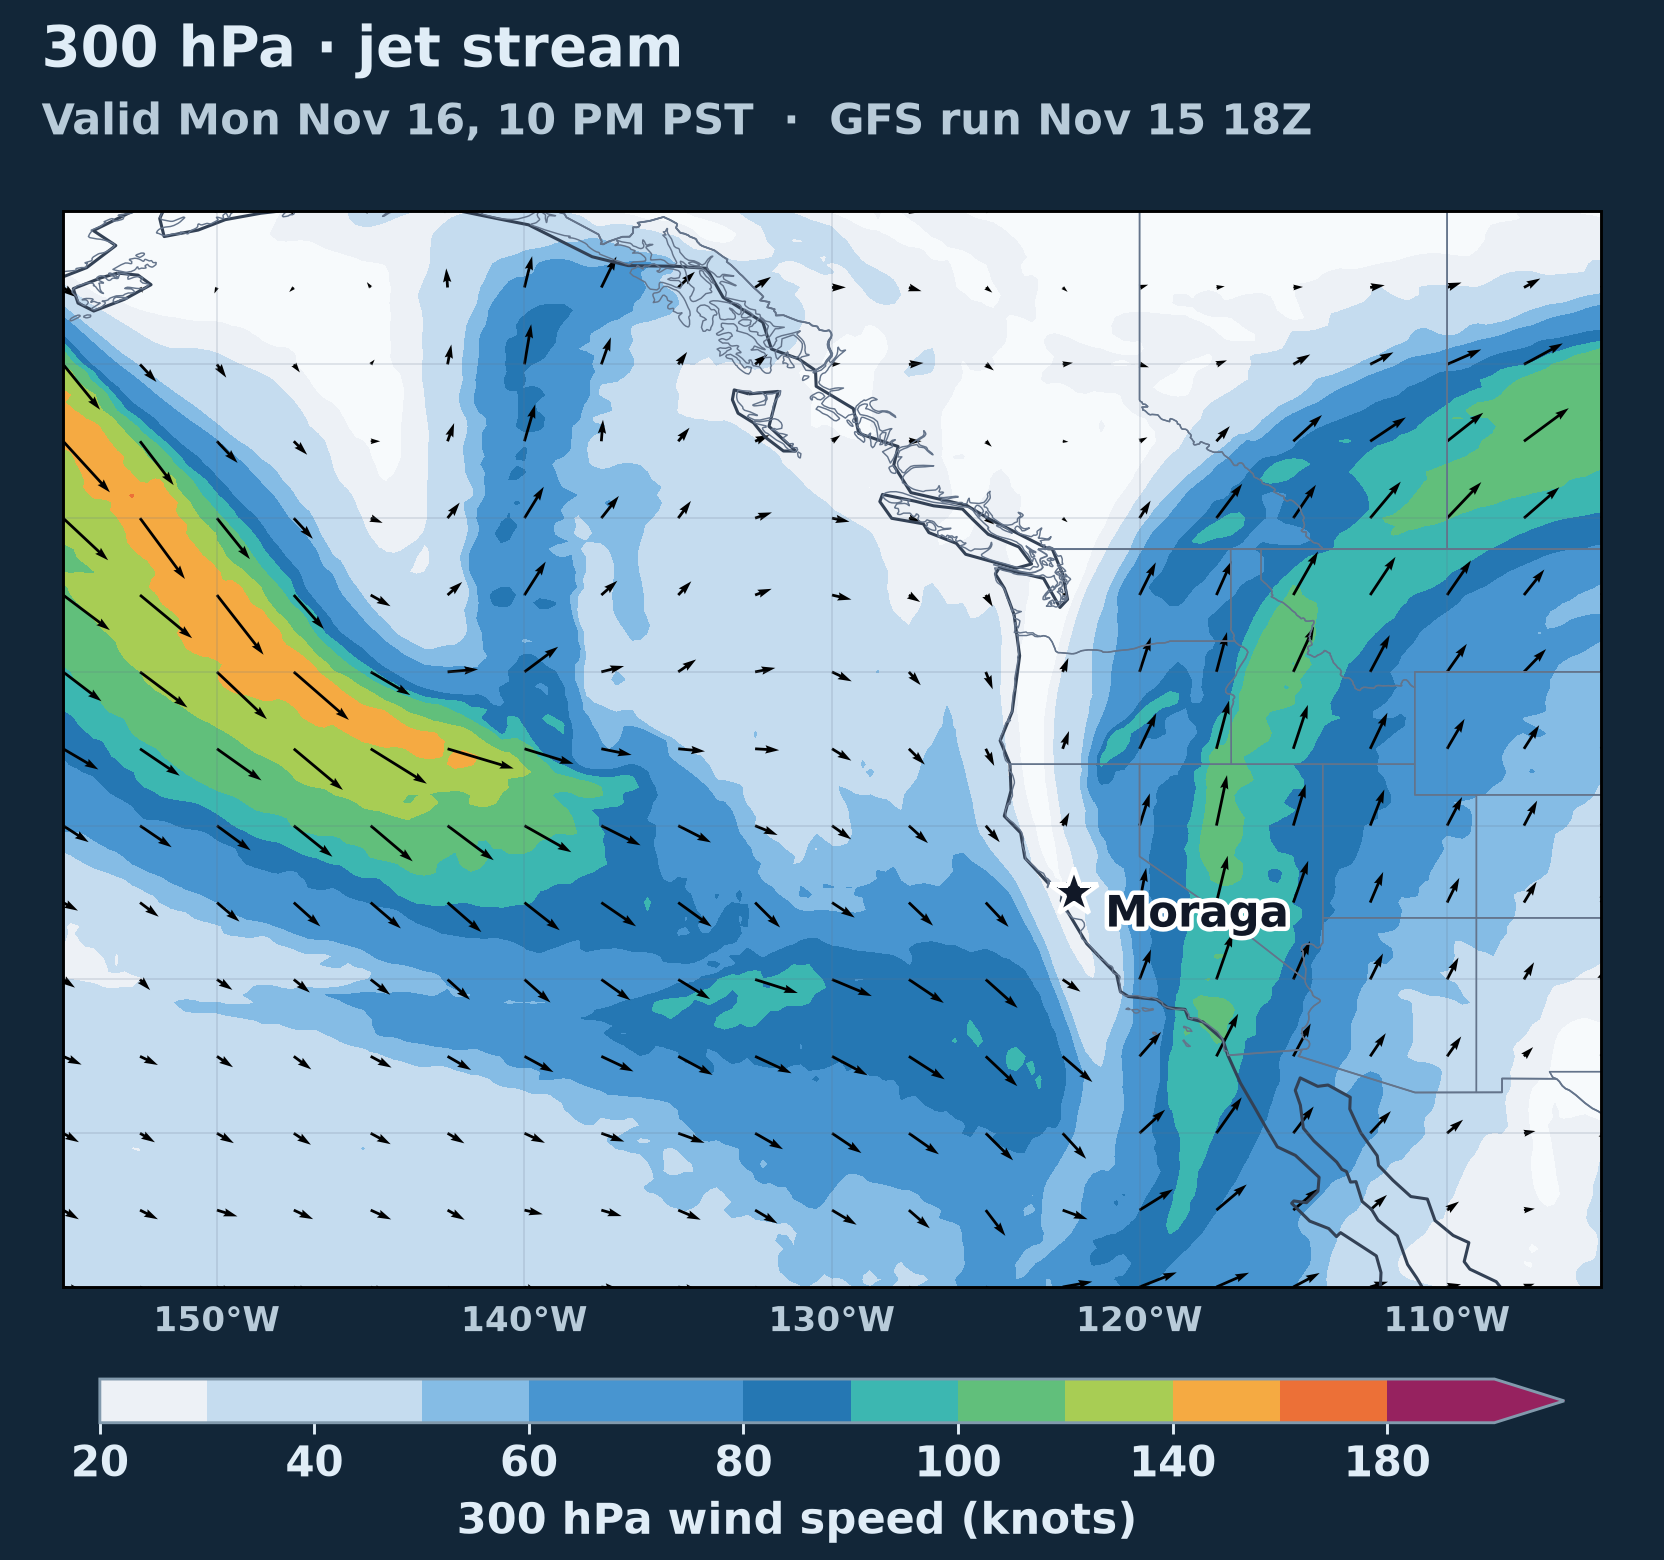 300 hPa · jet stream
Valid Mon Nov 16, 10 PM PST · GFS run Nov 15 18Z
Moraga
150°W 140°W 130°W 120°W 110°W
20 40 60 80 100 140 180
300 hPa wind speed (knots)